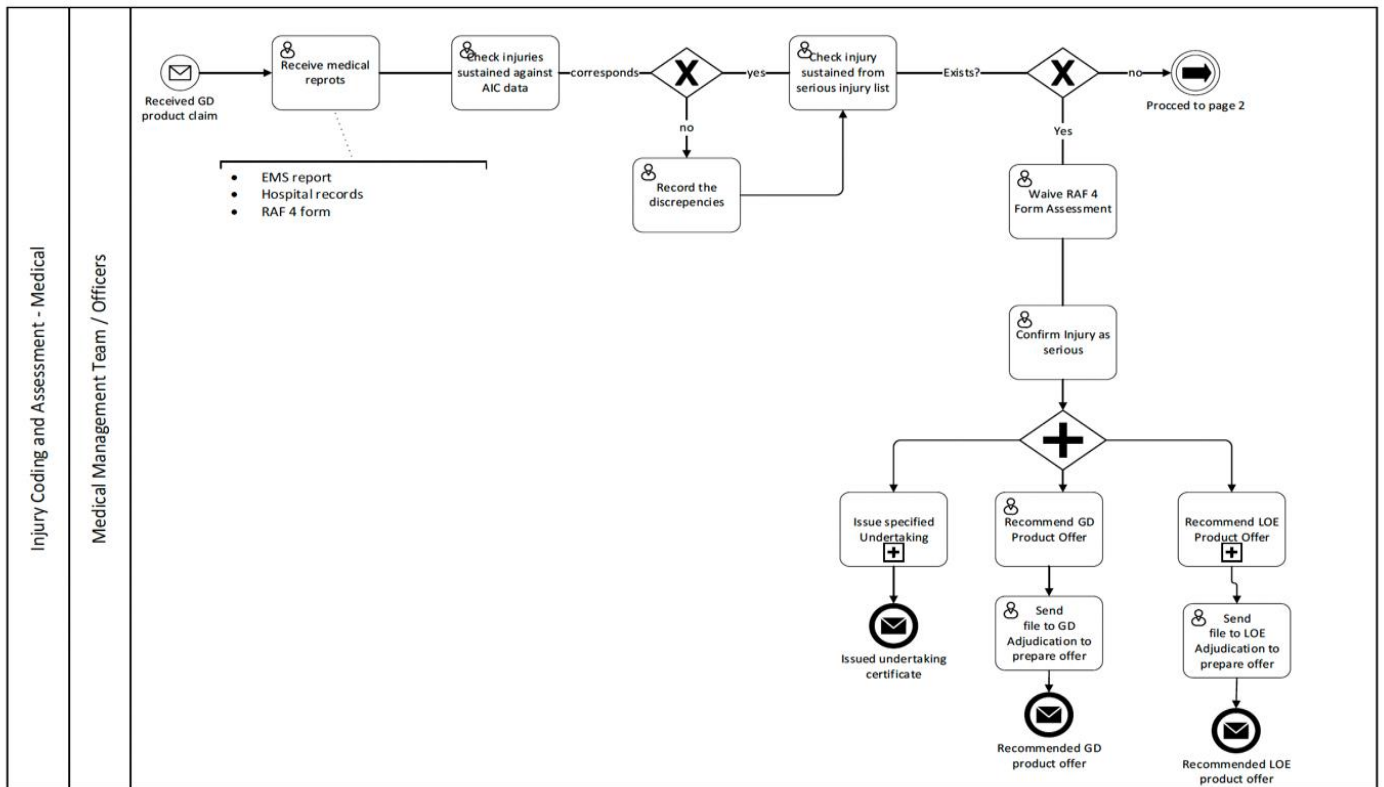 Injury Coding and Assessment - Medical
Medical Management Team / Officers
Received GD
product claim
Receive medical
reprots
EMS report
Hospital records
RAF 4 form
Check injuries
sustained against
AIC data
corresponds
X
yes
no
Record the
discrepencies
Check injury
sustained from
serious injury list
Exists?
X
no
Procced to page 2
Yes
Waive RAF 4
Form Assessment
Confirm Injury as
serious
Issue specified
Undertaking
Issued undertaking
certificate
Recommend GD
Product Offer
Send
file to GD
Adjudication to
prepare offer
Recommended GD
product offer
Recommend LOE
Product Offer
Send
file to LOE
Adjudication to
prepare offer
Recommended LOE
product offer